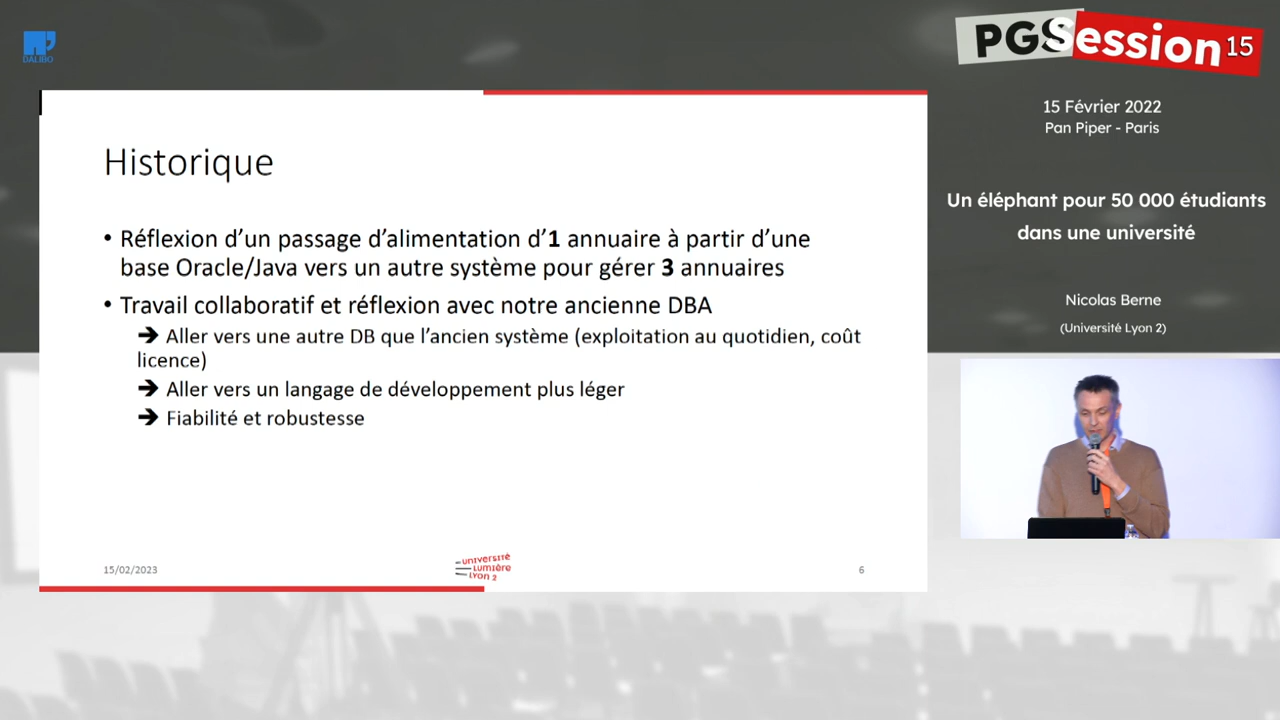 DALIBO
PGSession 15
15 Février 2022
Pan Piper - Paris
Un éléphant pour 50 000 étudiants
dans une université
Nicolas Berne
(Université Lyon 2)
Historique
• Réflexion d’un passage d’alimentation d’1 annuaire à partir d’une
base Oracle/Java vers un autre système pour gérer 3 annuaires
• Travail collaboratif et réflexion avec notre ancienne DBA
➔ Aller vers une autre DB que l’ancien système (exploitation au quotidien, coût
licence)
➔ Aller vers un langage de développement plus léger
➔ Fiabilité et robustesse
15/02/2023
université
lumière
lyon 2
6